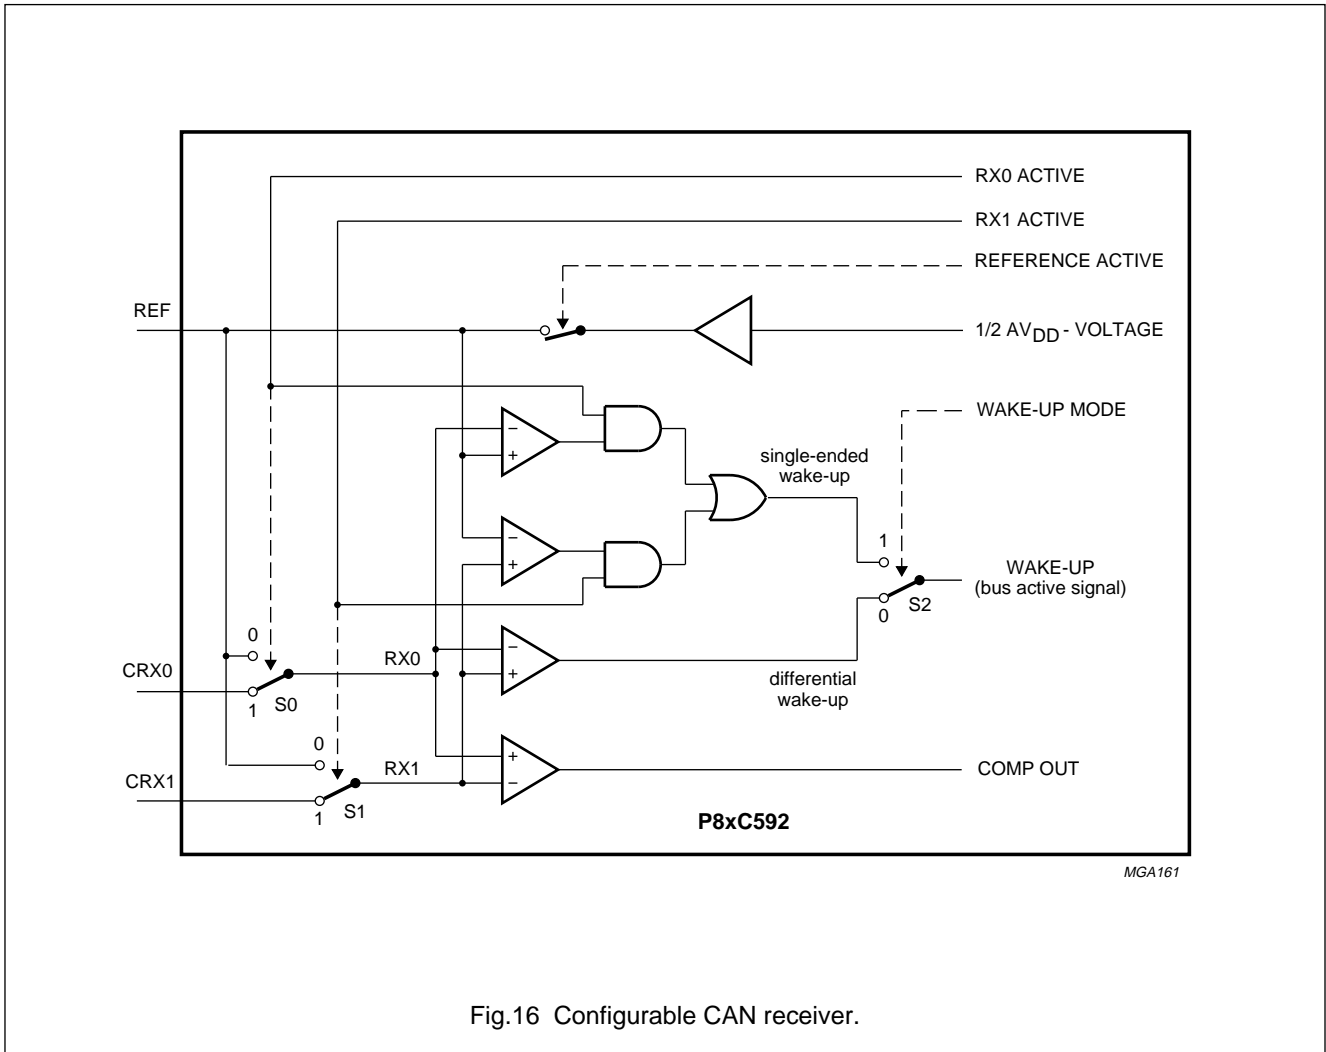 RX0 ACTIVE
RX1 ACTIVE
REFERENCE ACTIVE
REF
1/2 AVDD - VOLTAGE
WAKE-UP MODE
−
+
single-ended
wake-up
−
+
1
WAKE-UP
(bus active signal)
S2
0
0
CRX0
S0
1
RX0
−
+
differential
wake-up
0
CRX1
S1
1
RX1
+
−
COMP OUT
P8xC592
MGA161
Fig.16 Configurable CAN receiver.